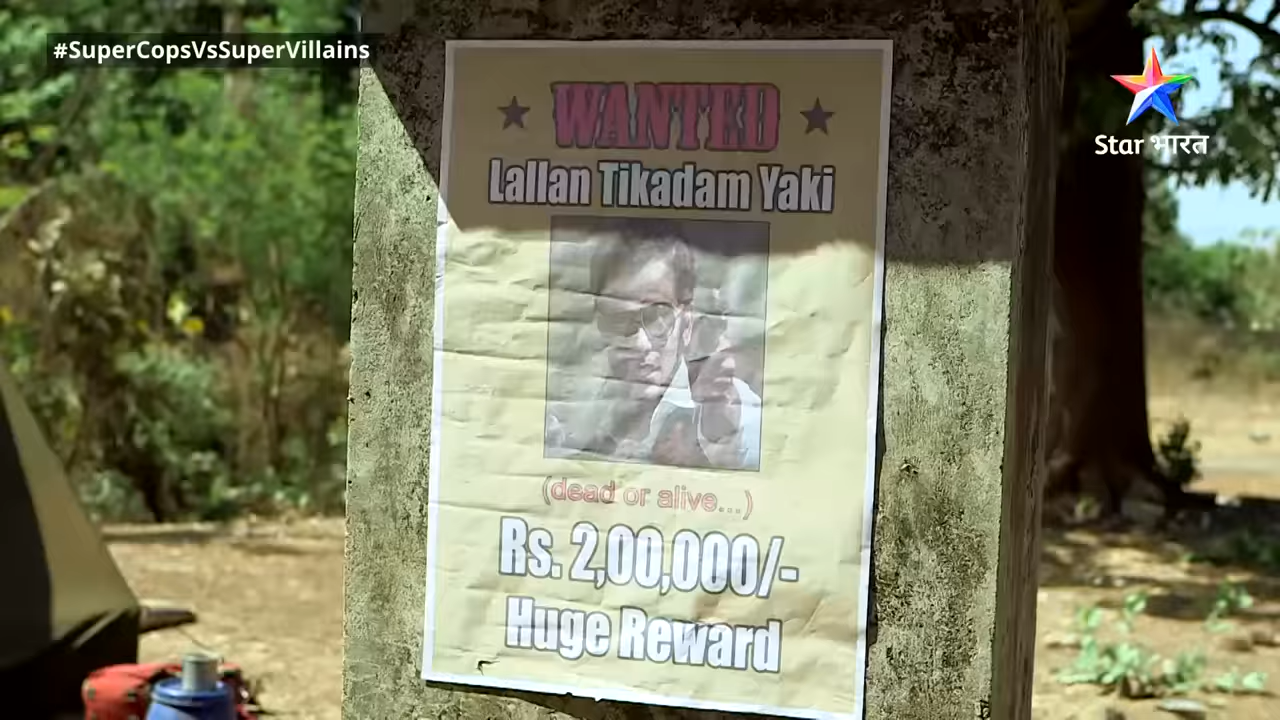 #SuperCopsVsSuperVillains
WANTED
Lallan Tikadam Yaki
(dead or alive...)
Rs. 2,00,000/-
Huge Reward
Star भारत